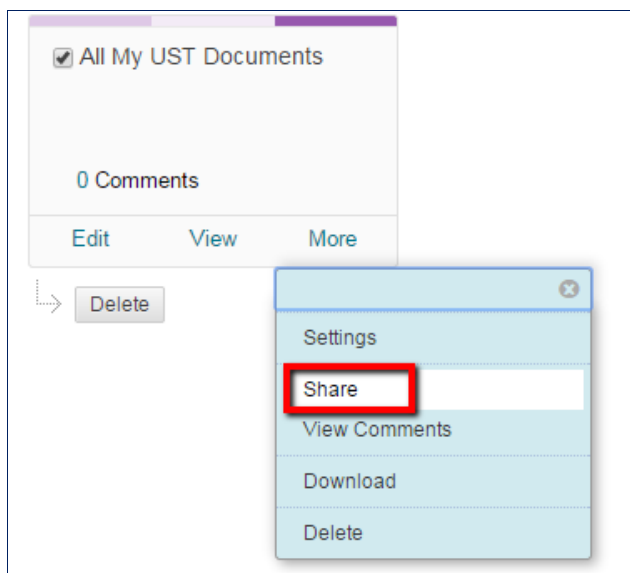 All My UST Documents
0 Comments
Edit View More
Delete
Settings
Share
View Comments
Download
Delete